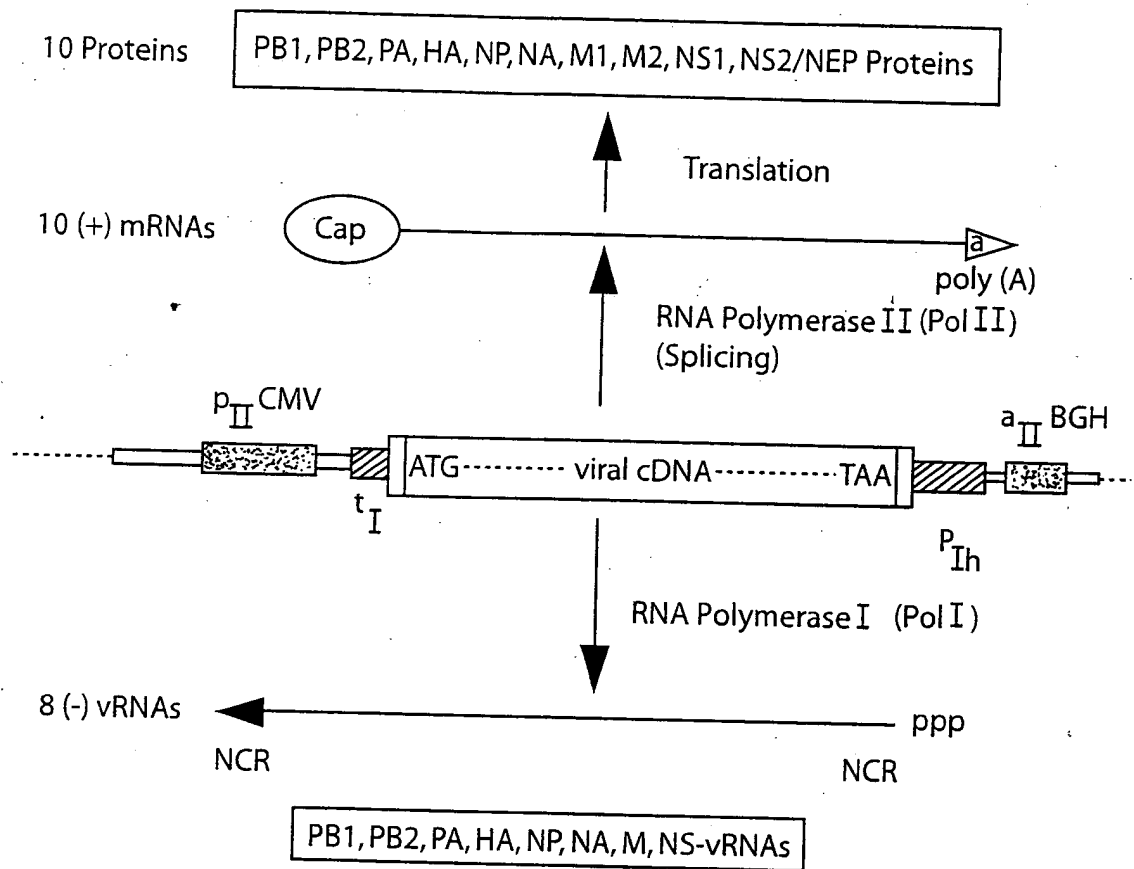 10 Proteins
PB1, PB2, PA, HA, NP, NA, M1, M2, NS1, NS2/NEP Proteins
Translation
10 (+) mRNAs
Cap
a
poly (A)
RNA Polymerase II (Pol II)
(Splicing)
pII CMV
aII BGH
ATG---------- viral cDNA------------TAA
tI
PIh
RNA Polymerase I (Pol I)
8 (-) vRNAs
ppp
NCR
NCR
PB1, PB2, PA, HA, NP, NA, M, NS-vRNAs